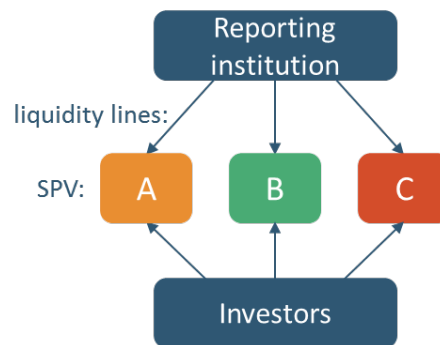 Reporting
institution
liquidity lines:
SPV:
A
B
C
Investors